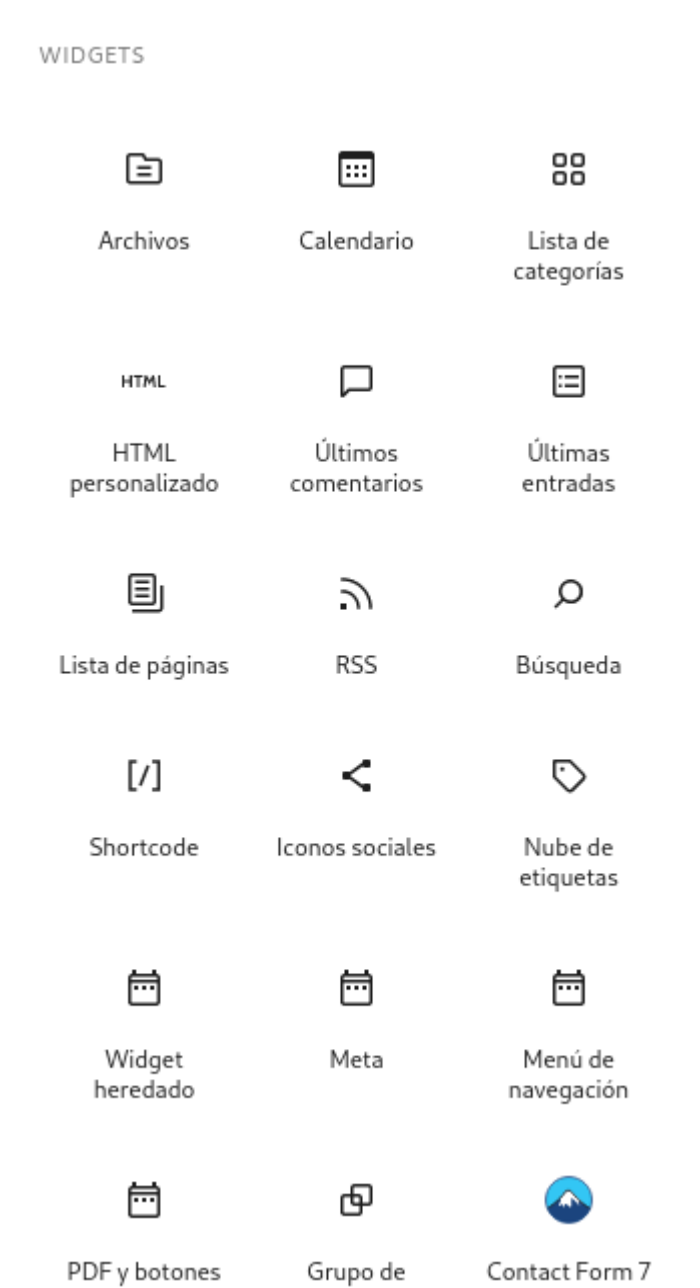 WIDGETS
Archivos
Calendario
Lista de
categorías
HTML
HTML
personalizado
Últimos
comentarios
Últimas
entradas
Lista de páginas
RSS
Búsqueda
[/]
Shortcode
Iconos sociales
Nube de
etiquetas
Widget
heredado
Meta
Menú de
navegación
PDF y botones
Grupo de
Contact Form 7